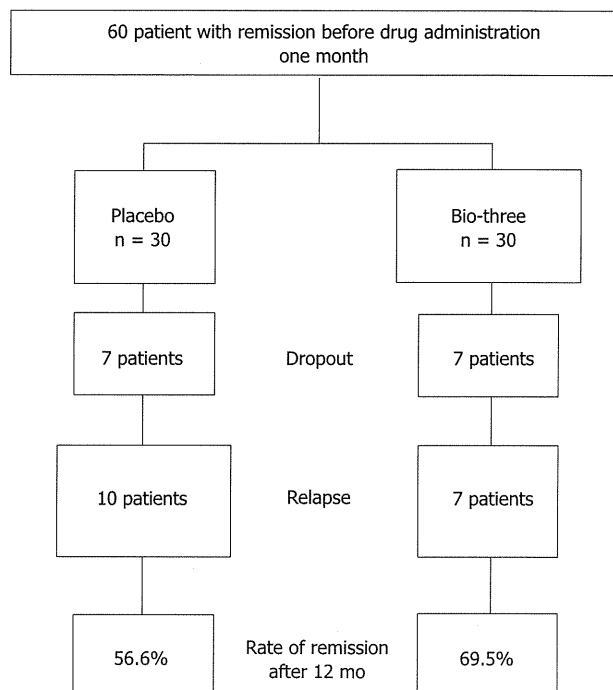 60 patient with remission before drug administration
one month
Placebo
n = 30
Bio-three
n = 30
7 patients
Dropout
7 patients
10 patients
Relapse
7 patients
56.6%
Rate of remission
after 12 mo
69.5%